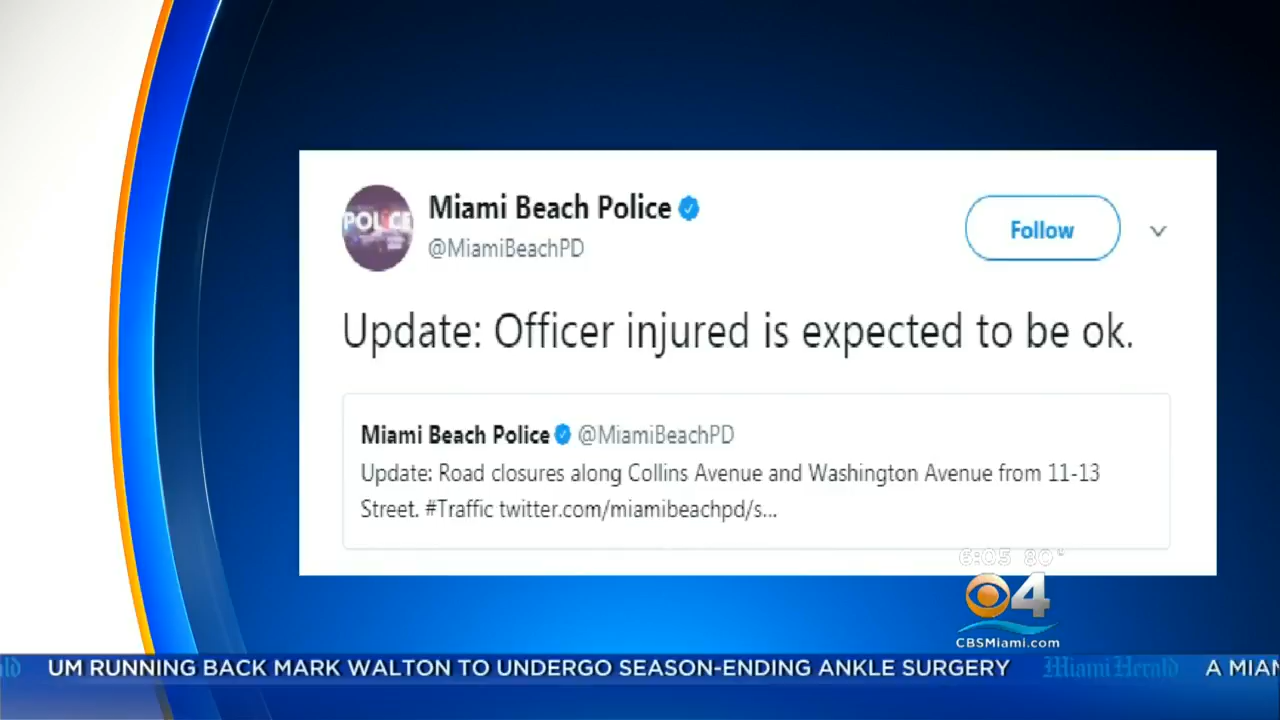 POLICE
Miami Beach Police
@MiamiBeachPD
Follow
Update: Officer injured is expected to be ok.
Miami Beach Police @MiamiBeachPD
Update: Road closures along Collins Avenue and Washington Avenue from 11-13
Street. #Traffic twitter.com/miamibeachpd/s...
6:05 80°
4
CBSMiami.com
ld UM RUNNING BACK MARK WALTON TO UNDERGO SEASON-ENDING ANKLE SURGERY Miami Herald A MIAN